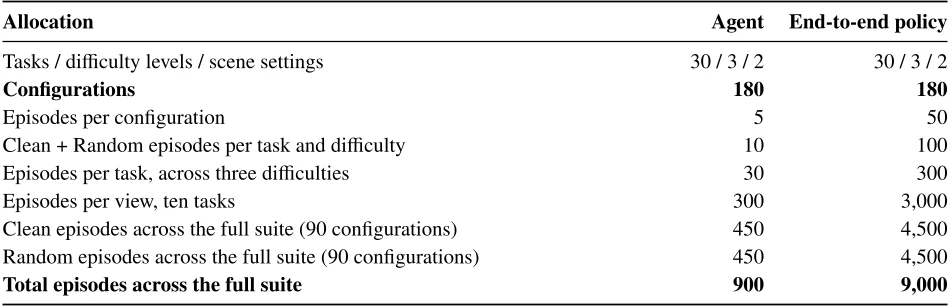 Allocation Agent End-to-end policy
Tasks / difficulty levels / scene settings 30 / 3 / 2 30 / 3 / 2
Configurations 180 180
Episodes per configuration 5 50
Clean + Random episodes per task and difficulty 10 100
Episodes per task, across three difficulties 30 300
Episodes per view, ten tasks 300 3,000
Clean episodes across the full suite (90 configurations) 450 4,500
Random episodes across the full suite (90 configurations) 450 4,500
Total episodes across the full suite 900 9,000